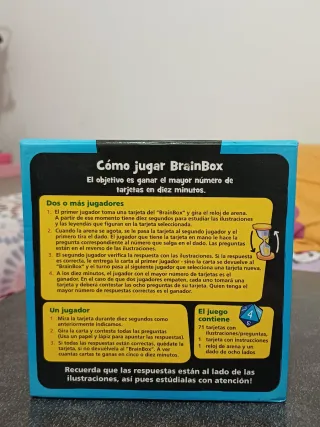 Cómo jugar BrainBox
El objetivo es ganar el mayor número de
tarjetas en diez minutos.
Dos o más jugadores
1. El primer jugador toma una tarjeta del "BrainBox" y gira el reloj de arena.
A partir de ese momento tiene diez segundos para estudiar las ilustraciones
y las leyendas que figuran en la tarjeta seleccionada.
2. Cuando la arena se agota, se le pasa la tarjeta al segundo jugador y el
primero tira el dado. El jugador que tiene la tarjeta en mano le hace la
pregunta correspondiente al número que salga en el dado. Las preguntas
están en el reverso de las ilustraciones.
3. El segundo jugador verifica la respuesta con las ilustraciones. Si la respuesta
es correcta, le entrega la carta al primer jugador - sino la carta se devuelve al
"BrainBox" y el turno pasa al siguiente jugador que selecciona una tarjeta nueva.
4. A los diez minutos, el jugador con el mayor número de tarjetas es el
ganador. En el caso de que dos jugadores empaten, cada uno tomará una
tarjeta y deberá contestar las ocho preguntas de su tarjeta. Quien tenga el
mayor número de respuestas correctas es el ganador.
Un jugador
1. Mira la tarjeta durante diez segundos como
anteriormente indicamos.
2. Gira la carta y contesta todas las preguntas
(Usa un papel y lápiz para apuntar las respuestas).
3. Si todas las respuestas están correctas, quédate la
tarjeta, si no devuélvela al "BrainBox". A ver
cuántas cartas te ganas en cinco o diez minutos.
El juego
contiene
71 tarjetas con
ilustraciones/preguntas,
1 tarjeta con instrucciones
1 reloj de arena y un
dado de ocho lados
4
6
Recuerda que las respuestas están al lado de las
ilustraciones, así pues estúdialas con atención!